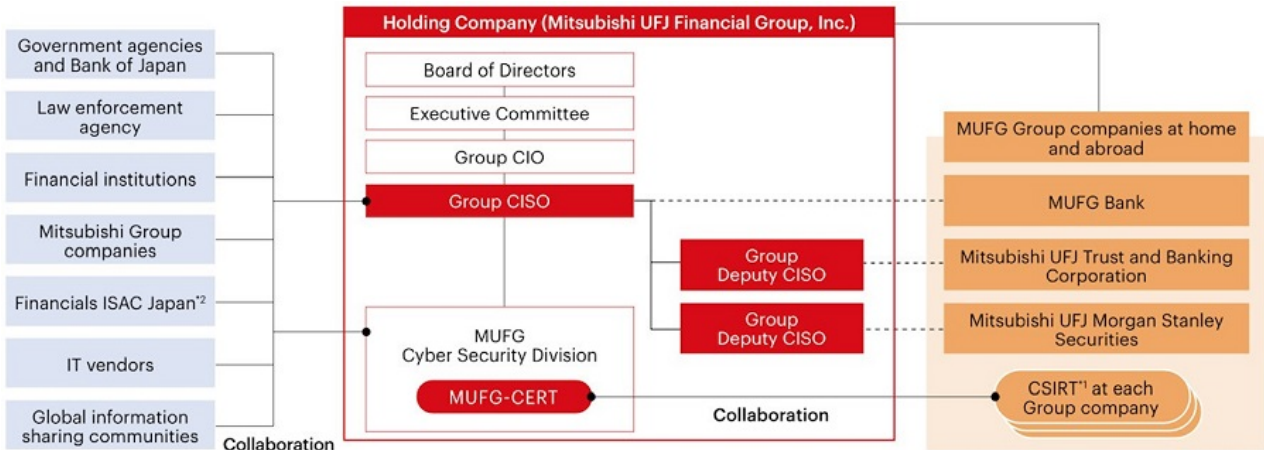 Holding Company (Mitsubishi UFJ Financial Group, Inc.)
Government agencies
and Bank of Japan
Law enforcement
agency
Financial institutions
Mitsubishi Group
companies
Financials ISAC Japan*2
IT vendors
Global information
sharing communities
Collaboration
Board of Directors
Executive Committee
Group CIO
Group CISO
Group
Deputy CISO
Group
Deputy CISO
MUFG
Cyber Security Division
MUFG-CERT
Collaboration
MUFG Group companies at home
and abroad
MUFG Bank
Mitsubishi UFJ Trust and Banking
Corporation
Mitsubishi UFJ Morgan Stanley
Securities
CSIRT*1 at each
Group company